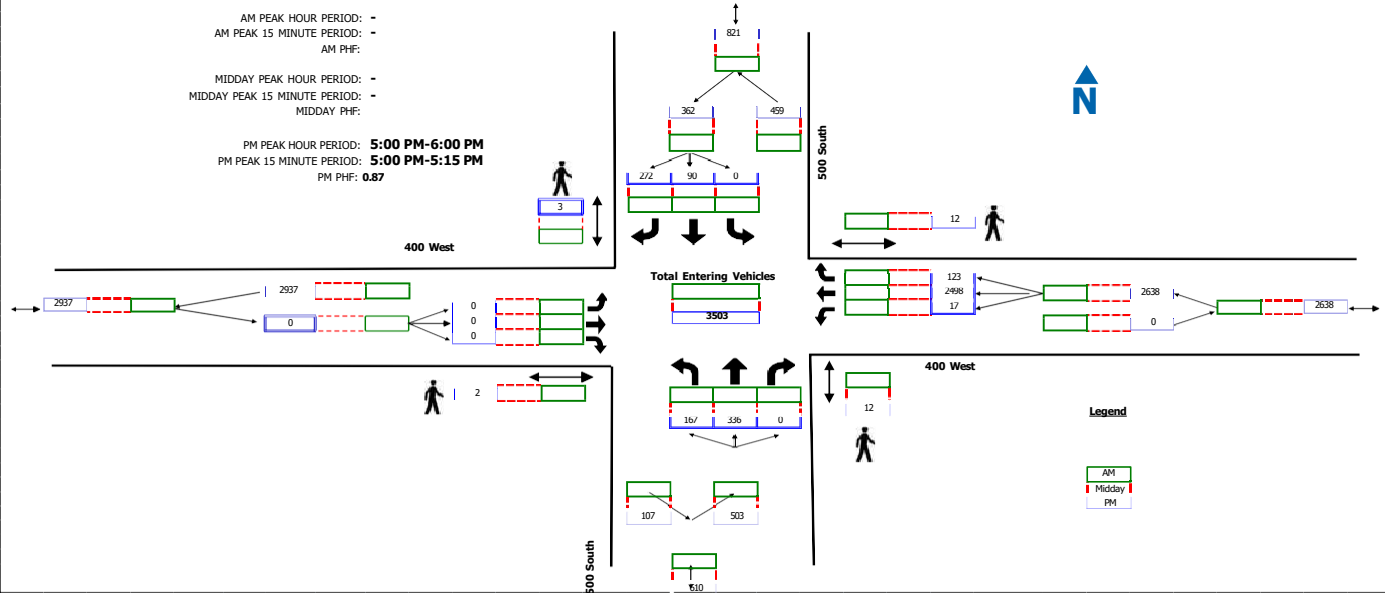 AM PEAK HOUR PERIOD: -
AM PEAK 15 MINUTE PERIOD: -
AM PHF:
MIDDAY PEAK HOUR PERIOD: -
MIDDAY PEAK 15 MINUTE PERIOD: -
MIDDAY PHF:
PM PEAK HOUR PERIOD: 5:00 PM-6:00 PM
PM PEAK 15 MINUTE PERIOD: 5:00 PM-5:15 PM
PM PHF: 0.87
821
362 459
272 90 0
500 South
N
3
12
400 West
Total Entering Vehicles
3503
2937
2937
0
0
0
0
123
2498
17
2638
0
2638
400 West
2
12
167 336 0
107 503
500 South
610
Legend
AM
Midday
PM